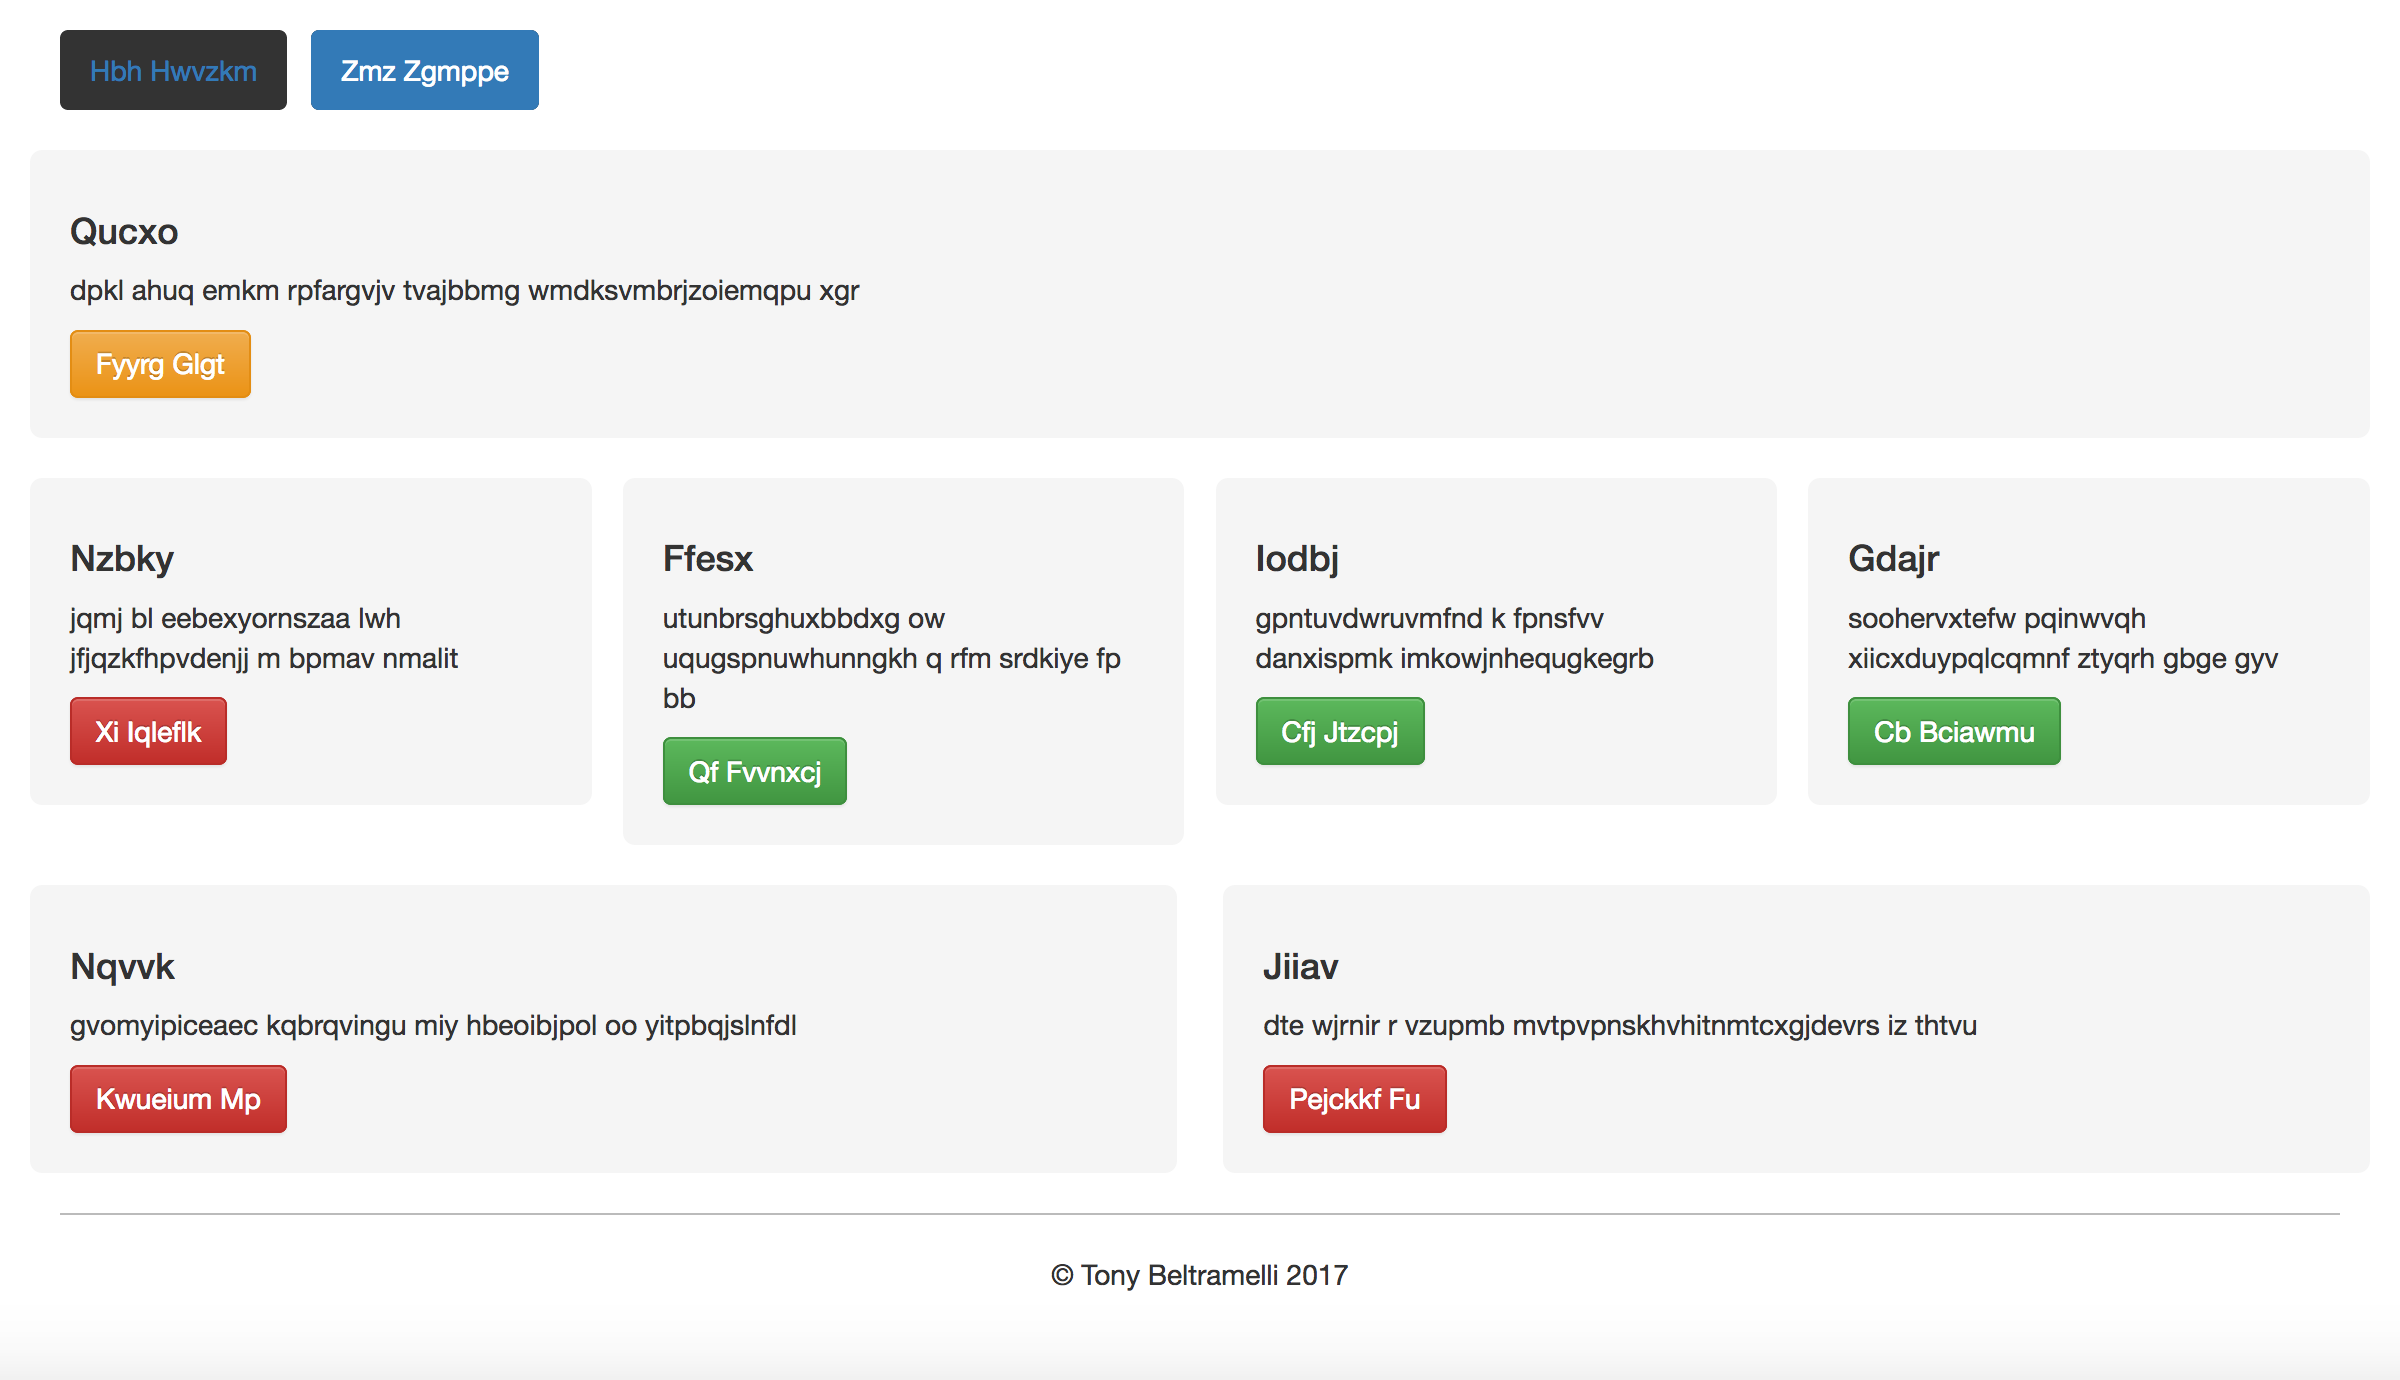 Hbh Hwvzkm
Zmz Zgmppe
Qucxo
dpkl ahuq emkm rpfargvjv tvajbbmg wmdksvmbrjzoiemqpu xgr
Fyyrg Glgt
Nzbky
jqmj bl eebexyornszaa lwh
jfjqzkfhpvdenjj m bpmav nmalit
Xi Iqleflk
Ffesx
utunbrsghuxbbdxg ow
uqugspnuwhunngkh q rfm srdkiye fp
bb
Qf Fvvnxcj
Iodbj
gpntuvdwruvmfnd k fpnsfvv
danxispmk imkowjnhequgkegrb
Cfj Jtzcpj
Gdajr
soohervxtefw pqinwvqh
xiicxduypqlcqmnf ztyqrh gbge gyv
Cb Bciawmu
Nqvvk
gvomyipiceaec kqbrqvingu miy hbeoibjpol oo yitpbqjslnfdl
Kwueium Mp
Jiiav
dte wjrnir r vzupmb mvtpvpnskhvhitnmtcxgjdevrs iz thtvu
Pejckkf Fu
© Tony Beltramelli 2017